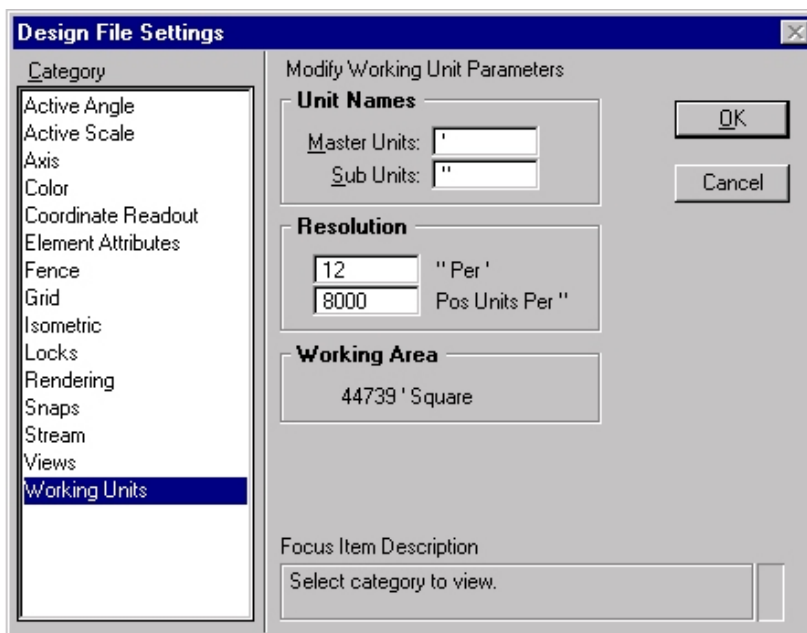 Design File Settings
Category
Active Angle
Active Scale
Axis
Color
Coordinate Readout
Element Attributes
Fence
Grid
Isometric
Locks
Rendering
Snaps
Stream
Views
Working Units
Modify Working Unit Parameters
Unit Names
Master Units: '
Sub Units: "
Resolution
12 " Per '
8000 Pos Units Per "
Working Area
44739 ' Square
Focus Item Description
Select category to view.
OK
Cancel